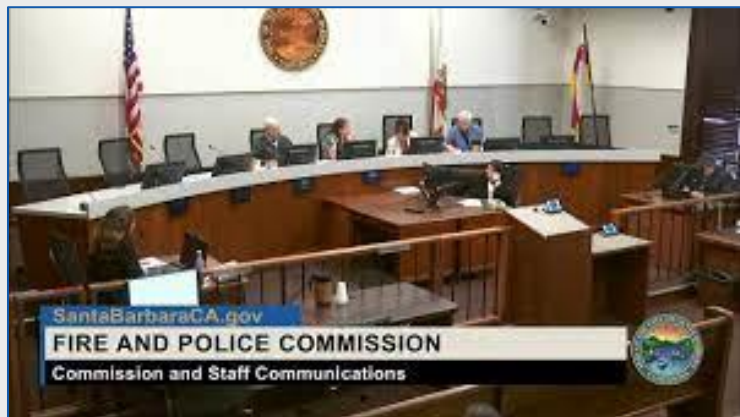 SantaBarbaraCA.gov
FIRE AND POLICE COMMISSION
Commission and Staff Communications